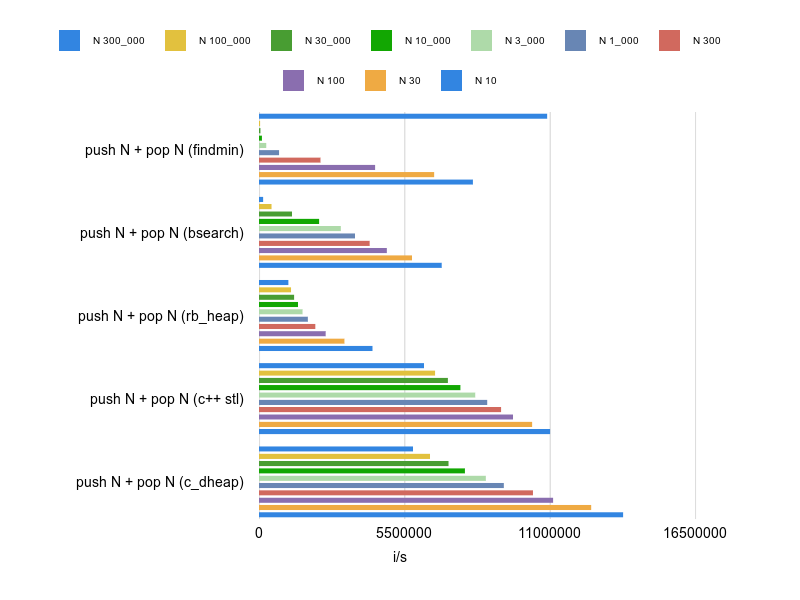 N 300_000 N 100_000 N 30_000 N 10_000 N 3_000 N 1_000 N 300
N 100 N 30 N 10
push N + pop N (findmin)
push N + pop N (bsearch)
push N + pop N (rb_heap)
push N + pop N (c++ stl)
push N + pop N (c_dheap)
0 5500000 11000000 16500000
i/s